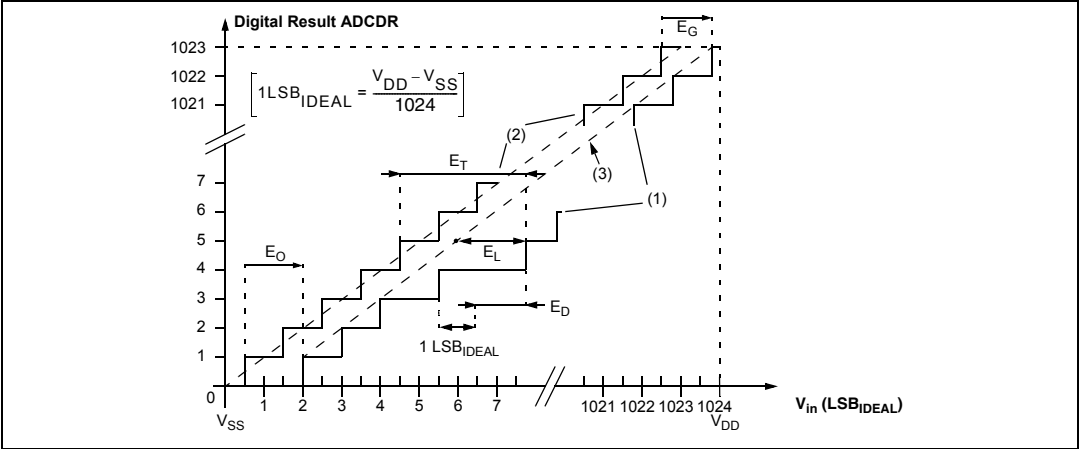 Digital Result ADCDR
E_G
1023
1022
1021
1LSB_IDEAL = (V_DD – V_SS) / 1024
(2)
E_T
(3)
(1)
7
6
5
4
3
2
1
0
E_O
E_L
E_D
1 LSB_IDEAL
1 2 3 4 5 6 7 1021 1022 1023 1024
V_in (LSB_IDEAL)
V_SS
V_DD